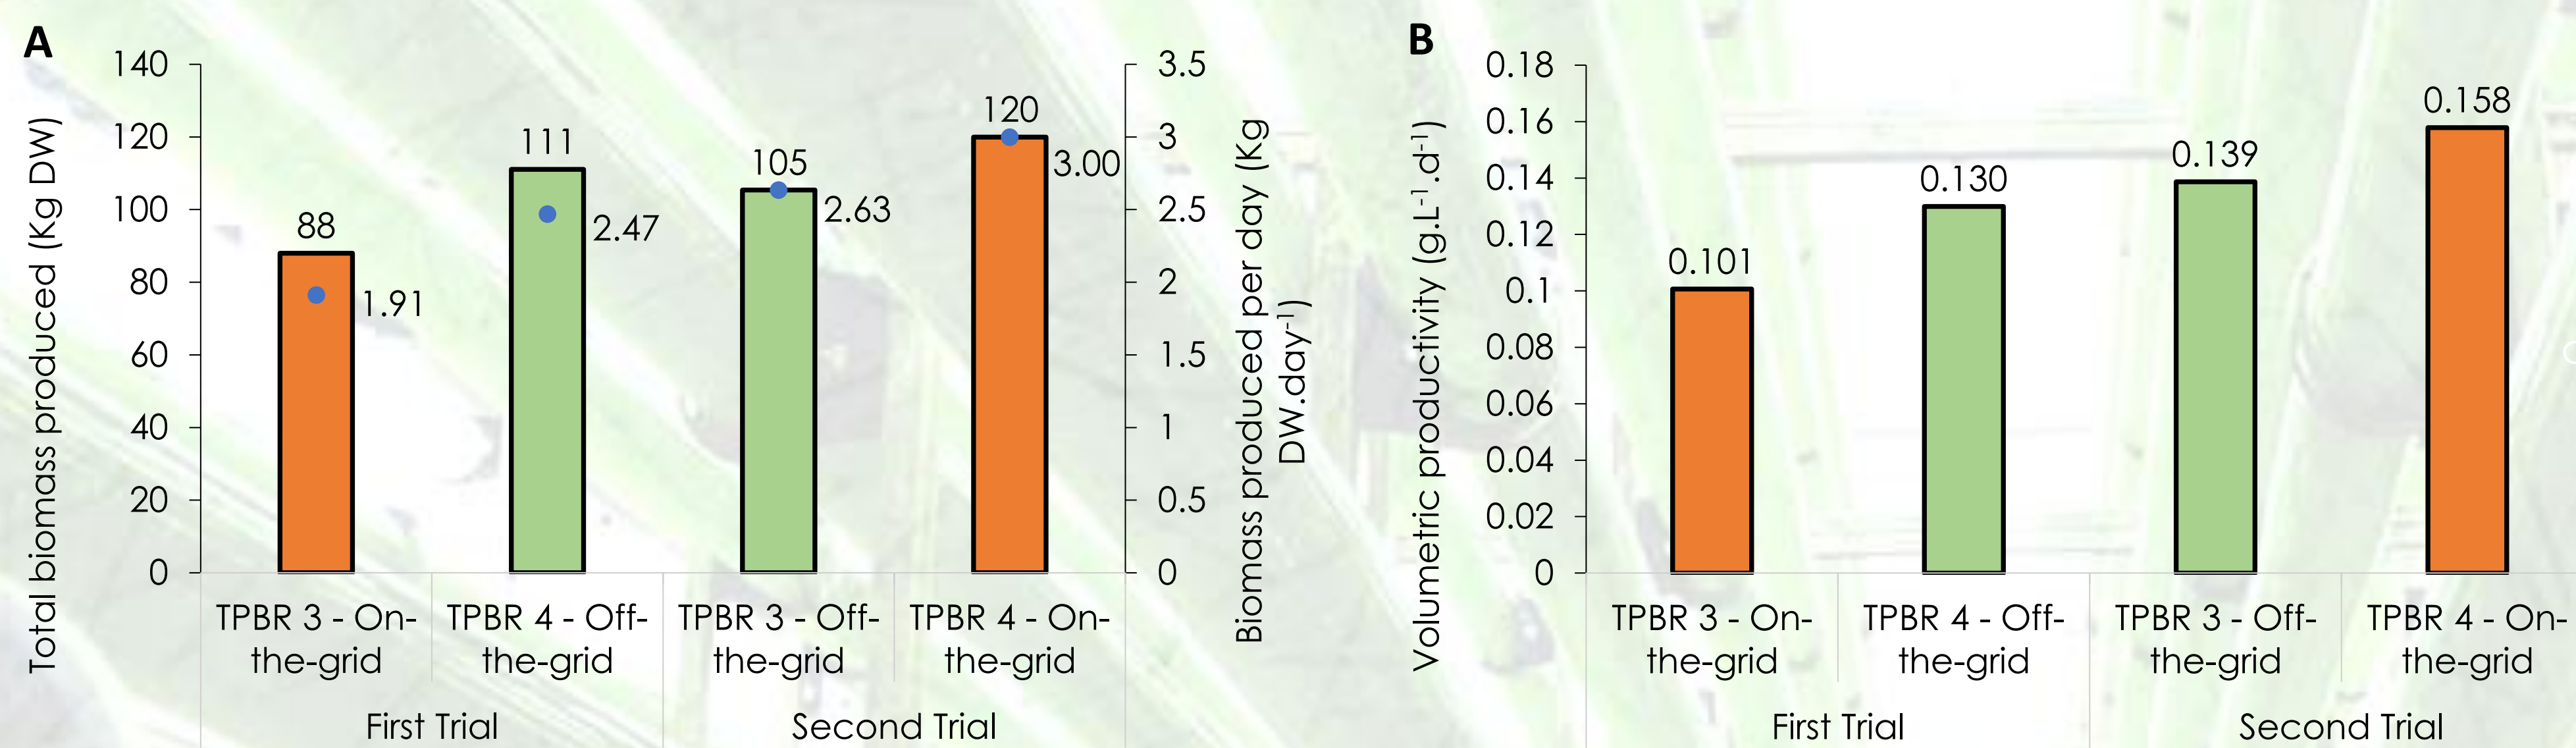 A
Total biomass produced (Kg DW)
140
120
100
80
60
40
20
0
88
111
105
120
1.91
2.47
2.63
3.00
3.5
3
2.5
2
1.5
1
0.5
0
Biomass produced per day (Kg
DW.day⁻¹)
TPBR 3 - On-
the-grid
TPBR 4 - Off-
the-grid
TPBR 3 - Off-
the-grid
TPBR 4 - On-
the-grid
First Trial
Second Trial
B
Volumetric productivity (g.L⁻¹.d⁻¹)
0.18
0.16
0.14
0.12
0.1
0.08
0.06
0.04
0.02
0
0.101
0.130
0.139
0.158
TPBR 3 - On-
the-grid
TPBR 4 - Off-
the-grid
TPBR 3 - Off-
the-grid
TPBR 4 - On-
the-grid
First Trial
Second Trial